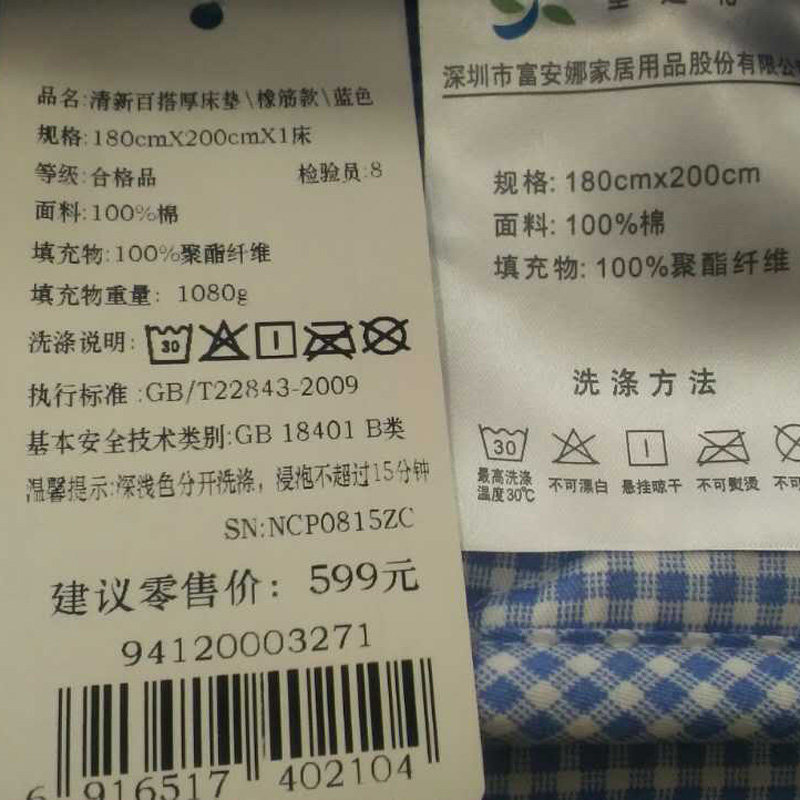 品名:清新百搭厚床垫\橡筋款\蓝色
规格:180cmX200cmX1床
等级:合格品 检验员:8
面料:100%棉
填充物:100%聚酯纤维
填充物重量: 1080g
洗涤说明: 30
执行标准 :GB/T22843-2009
基本安全技术类别:GB 18401 B类
温馨提示:深浅色分开洗涤, 浸泡不超过15分钟
SN:NCP0815ZC
建议零售价: 599元
94120003271
6 916517 402104
深圳市富安娜家居用品股份有限公
规格: 180cmx200cm
面料: 100%棉
填充物: 100%聚酯纤维
洗涤方法
30
最高洗涤
温度30℃
不可漂白
悬挂晾干
不可熨烫
不可